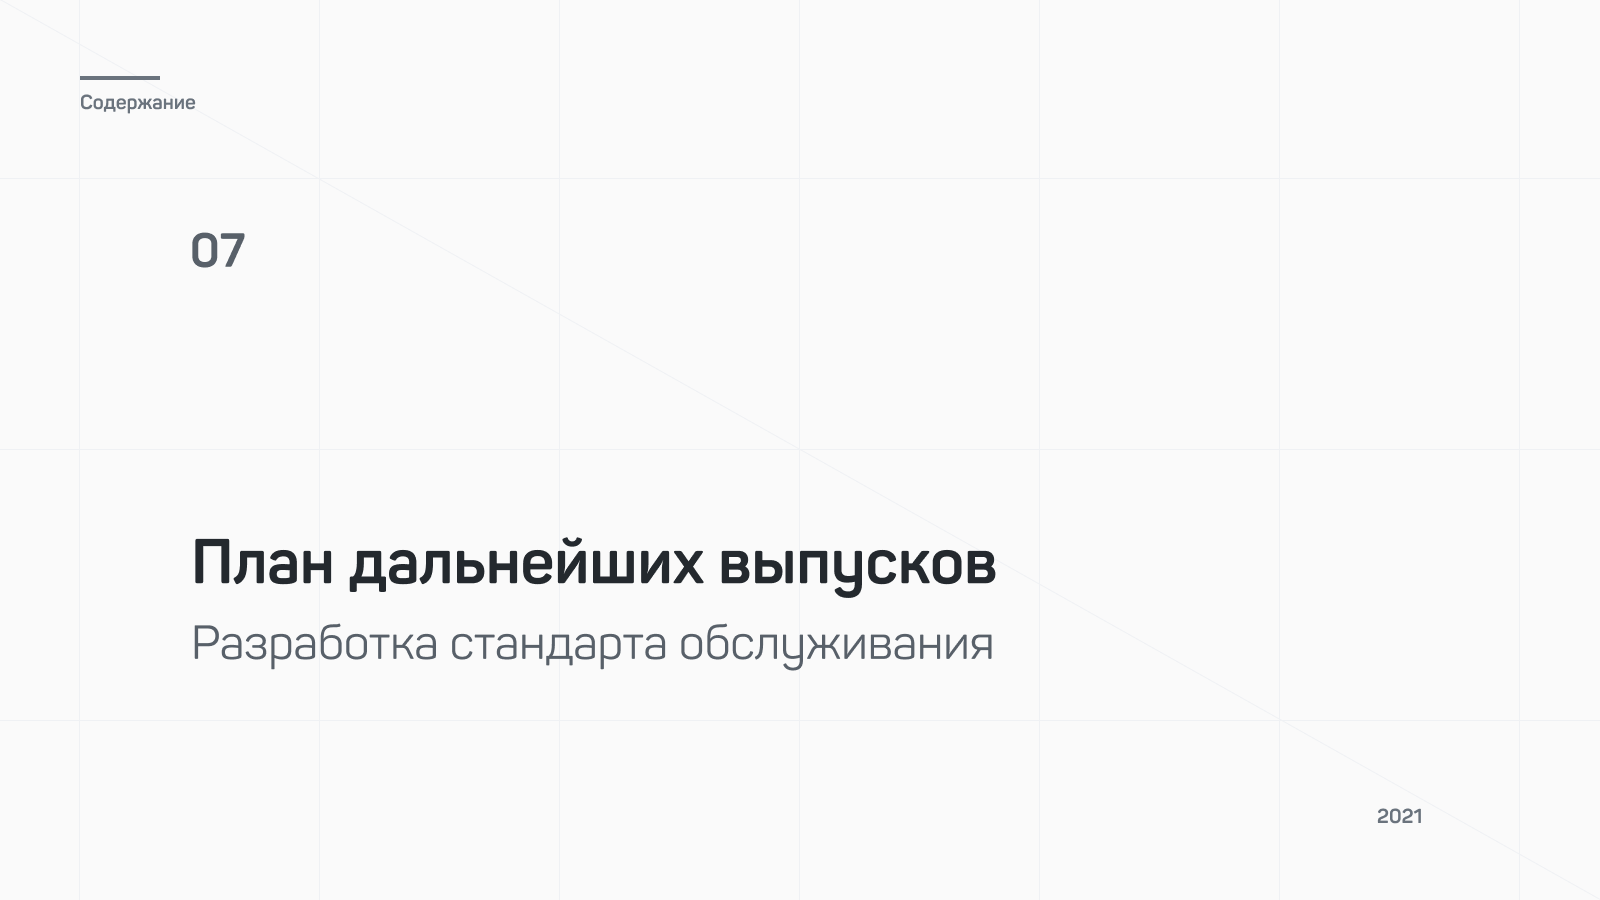 Содержание
07
План дальнейших выпусков
Разработка стандарта обслуживания
2021